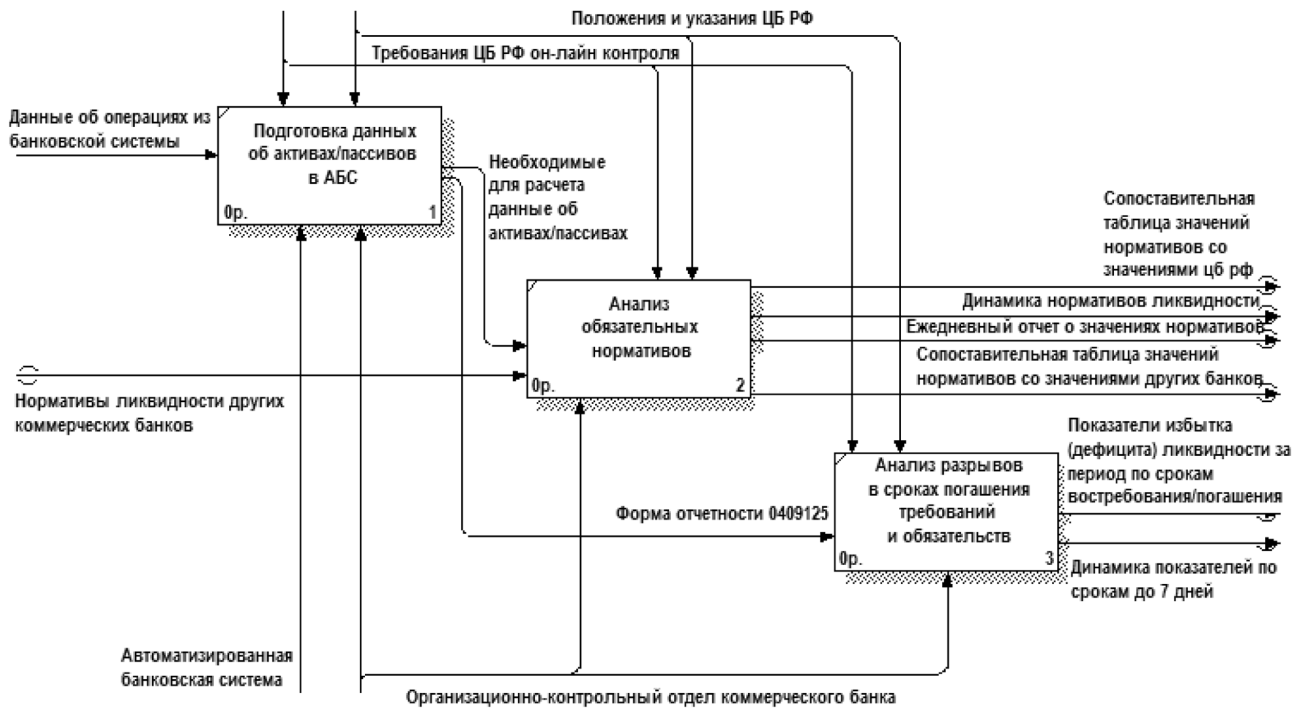 Положения и указания ЦБ РФ
Требования ЦБ РФ он-лайн контроля
Данные об операциях из
банковской системы
Подготовка данных
об активах/пассивов
в АБС
0р.
1
Необходимые
для расчета
данные об
активах/пассивах
Сопоставительная
таблица значений
нормативов со
значениями цб рф
Динамика нормативов ликвидности
Ежедневный отчет о значениях нормативов
Сопоставительная таблица значений
нормативов со значениями других банков
Анализ
обязательных
нормативов
0р.
2
Нормативы ликвидности других
коммерческих банков
Показатели избытка
(дефицита) ликвидности за
период по срокам
востребования/погашения
Анализ разрывов
в сроках погашения
требований
и обязательств
0р.
3
Форма отчетности 0409125
Динамика показателей по
срокам до 7 дней
Автоматизированная
банковская система
Организационно-контрольный отдел коммерческого банка